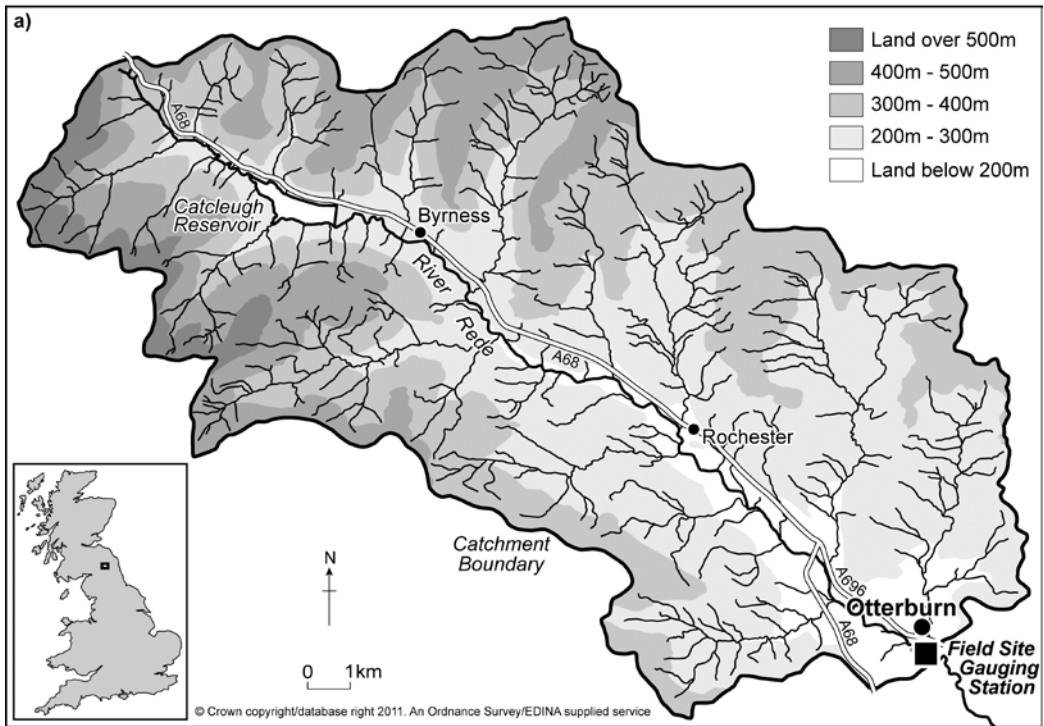 a)
Land over 500m
400m - 500m
300m - 400m
200m - 300m
Land below 200m
A68
Catcleugh
Reservoir
Byrness
River
Rede
A68
Rochester
Catchment
Boundary
N
0 1km
A696
A68
Otterburn
Field Site
Gauging
Station
© Crown copyright/database right 2011. An Ordnance Survey/EDINA supplied service